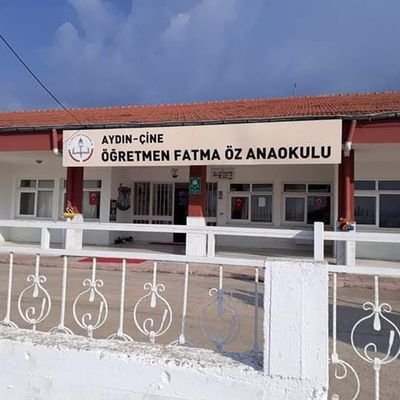 AYDIN-ÇİNE
ÖĞRETMEN FATMA ÖZ ANAOKULU